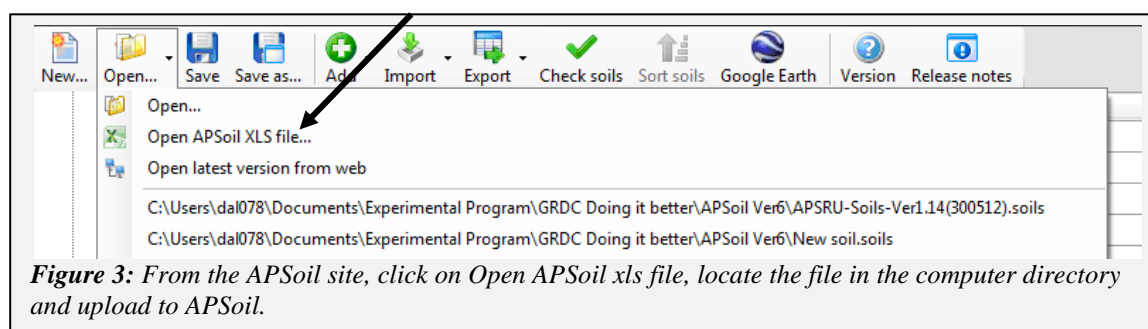 New... Open... Save Save as... Add Import Export Check soils Sort soils Google Earth Version Release notes
Open...
Open APSoil XLS file...
Open latest version from web
C:\Users\dal078\Documents\Experimental Program\GRDC Doing it better\APSoil Ver6\APSRU-Soils-Ver1.14(300512).soils
C:\Users\dal078\Documents\Experimental Program\GRDC Doing it better\APSoil Ver6\New soil.soils
Figure 3: From the APSoil site, click on Open APSoil xls file, locate the file in the computer directory
and upload to APSoil.